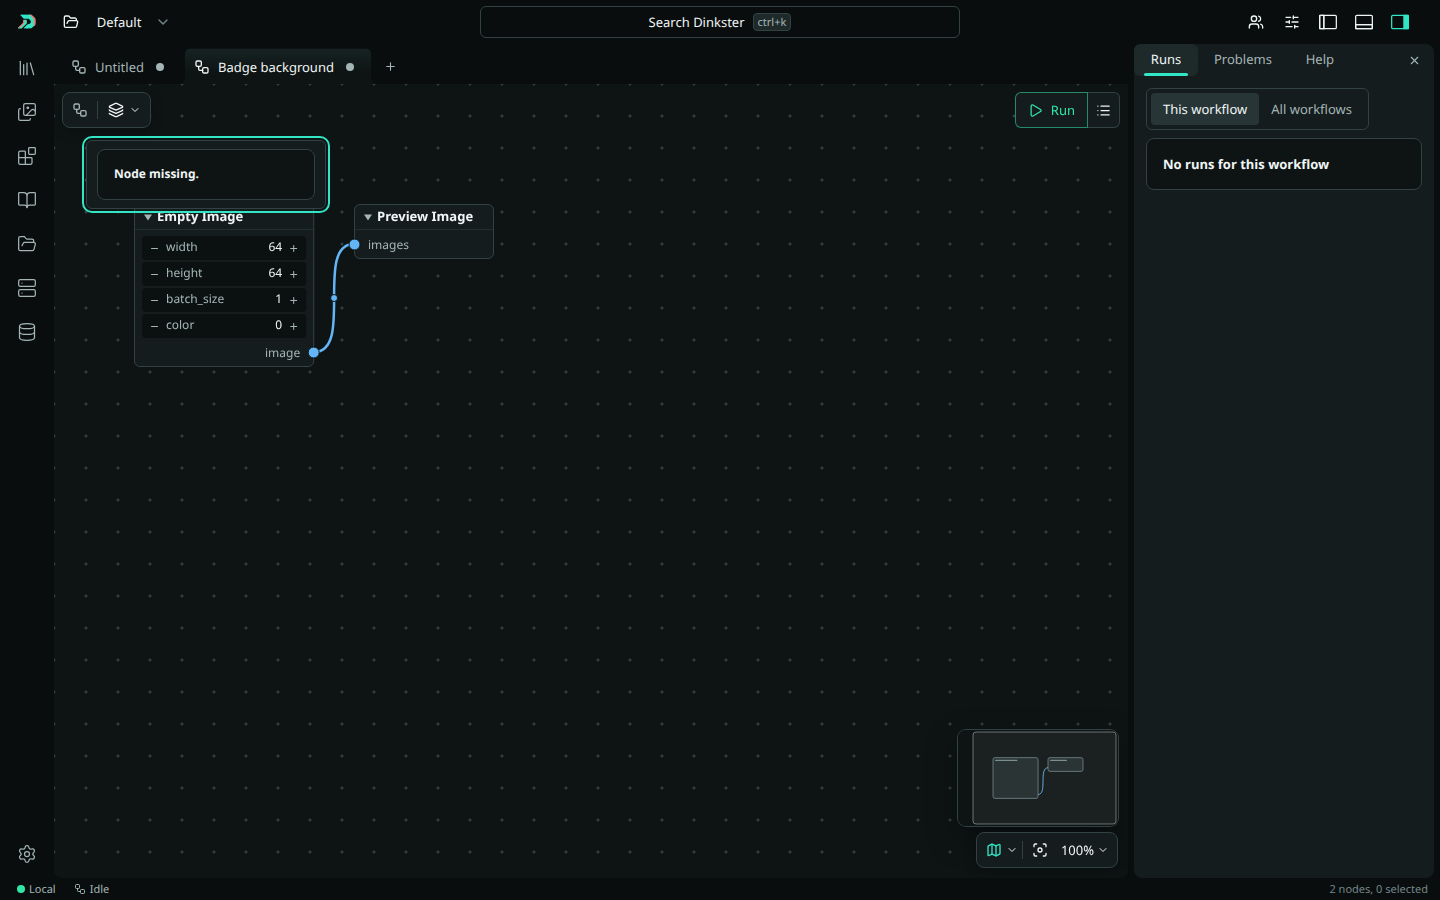 Default
Search Dinkster ctrl+k
Untitled
Badge background
Runs
Problems
Help
Run
This workflow
All workflows
No runs for this workflow
Node missing.
Empty Image
width 64
height 64
batch_size 1
color 0
image
Preview Image
images
100%
Local
Idle
2 nodes, 0 selected